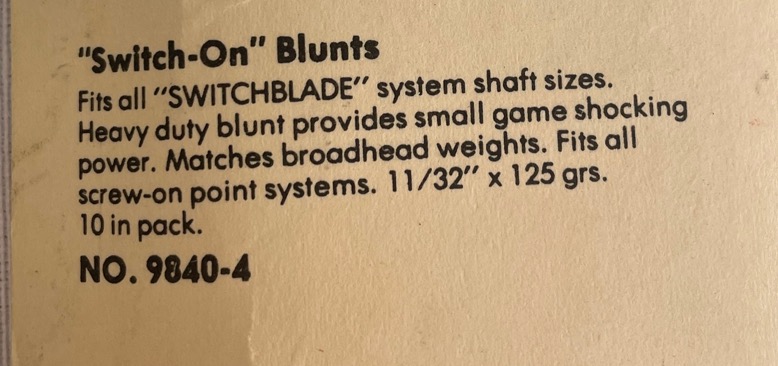 "Switch-On" Blunts
Fits all "SWITCHBLADE" system shaft sizes.
Heavy duty blunt provides small game shocking
power. Matches broadhead weights. Fits all
screw-on point systems. 11/32" x 125 grs.
10 in pack.
NO. 9840-4